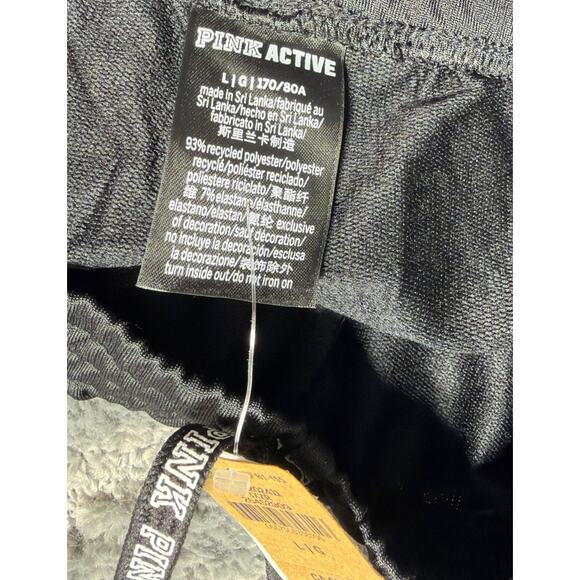 PINK ACTIVE
L | G | 170/80A
made in Sri Lanka/fabriqué au
Sri Lanka/hecho en Sri Lanka/
fabbricato in Sri Lanka/
斯里兰卡制造
93% recycled polyester/polyester
recyclé/poliéster reciclado/
poliestere riciclato/聚酯纤
维 7% elastane/élasthanne/
elastano/elastan/氨纶 exclusive
of decoration/sauf décoration/
no incluye la decoración/esclusa
la decorazione/装饰除外
turn inside out/do not iron on
PINK PINK
L | G